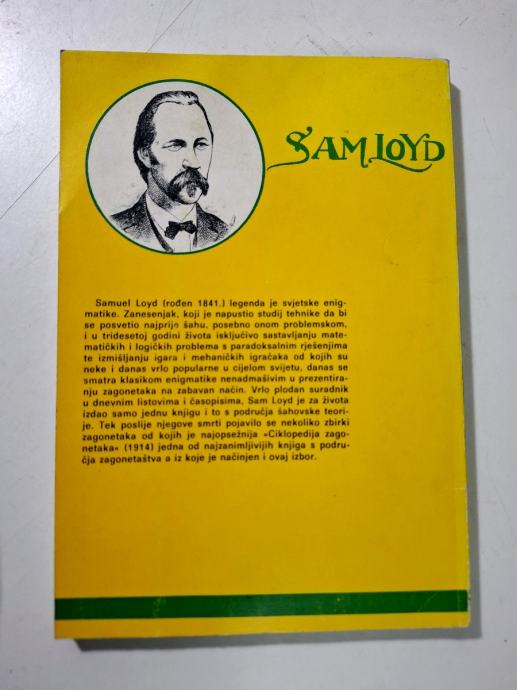 SAM LOYD
Samuel Loyd (rođen 1841.) legenda je svjetske enig-
matike. Zanesenjak, koji je napustio studij tehnike da bi
se posvetio najprije šahu, posebno onom problemskom,
i u tridesetoj godini života isključivo sastavljanju mate-
matičkih i logičkih problema s paradoksalnim rješenjima
te izmišljanju igara i mehaničkih igračaka od kojih su
neke i danas vrlo popularne u cijelom svijetu, danas se
smatra klasikom enigmatike nenadmašivim u prezentira-
nju zagonetaka na zabavan način. Vrlo plodan suradnik
u dnevnim listovima i časopisima, Sam Loyd je za života
izdao samo jednu knjigu i to s područja šahovske teori-
je. Tek poslije njegove smrti pojavilo se nekoliko zbirki
zagonetaka od kojih je najopsežnija »Ciklopedija zago-
netaka« (1914) jedna od najzanimljivijih knjiga s podru-
čja zagonetaštva a iz koje je načinjen i ovaj izbor.